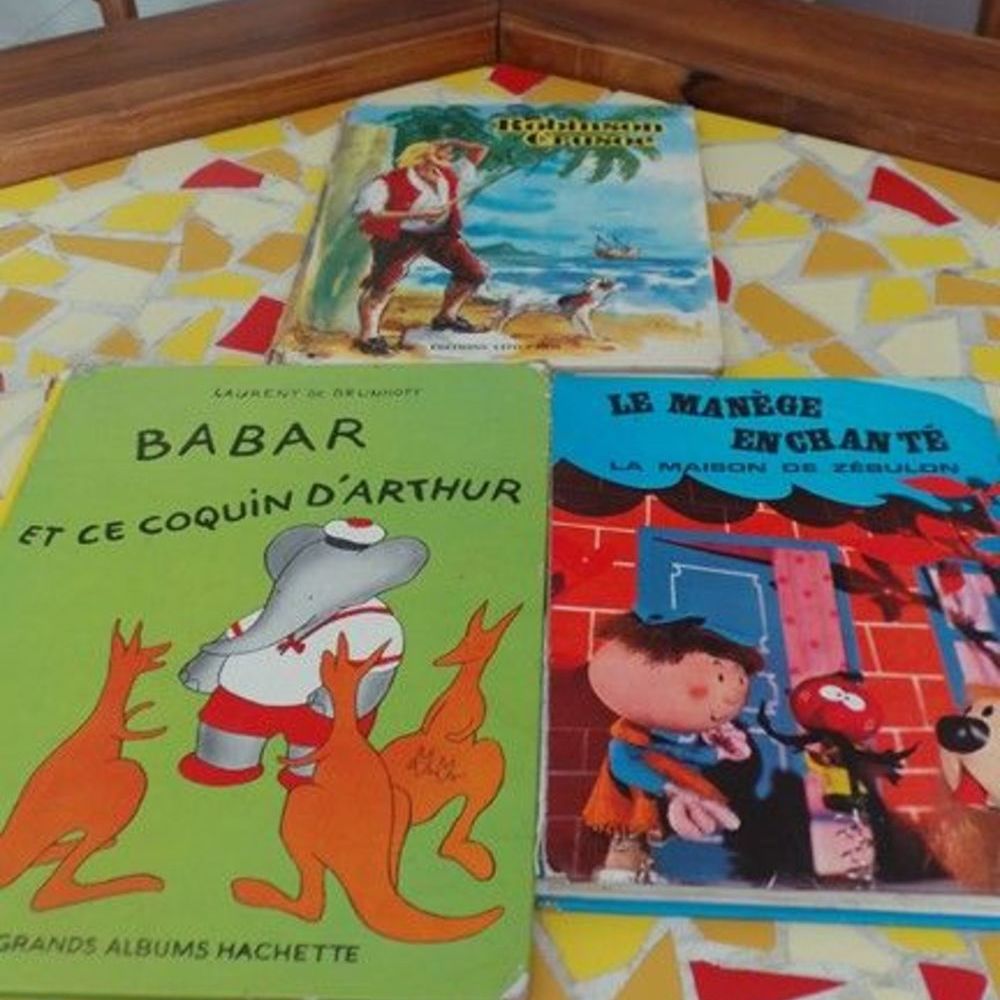 Robinson
Crusoe
LAURENT DE BRUNHOFF
BABAR
ET CE COQUIN D'ARTHUR
GRANDS ALBUMS HACHETTE
LE MANÈGE
ENCHANTÉ
LA MAISON DE ZÉBULON